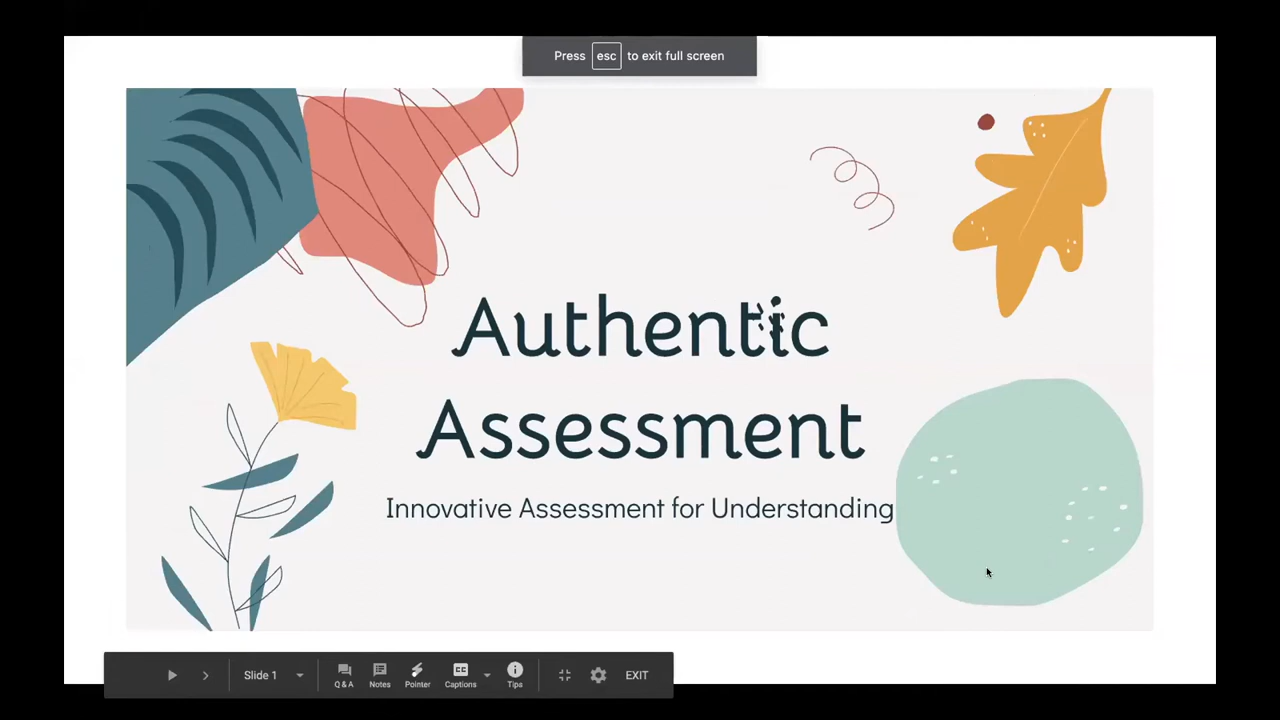 Press esc to exit full screen
Authentic
Assessment
Innovative Assessment for Understanding
Slide 1
Q & A
Notes
Pointer
Captions
Tips
EXIT